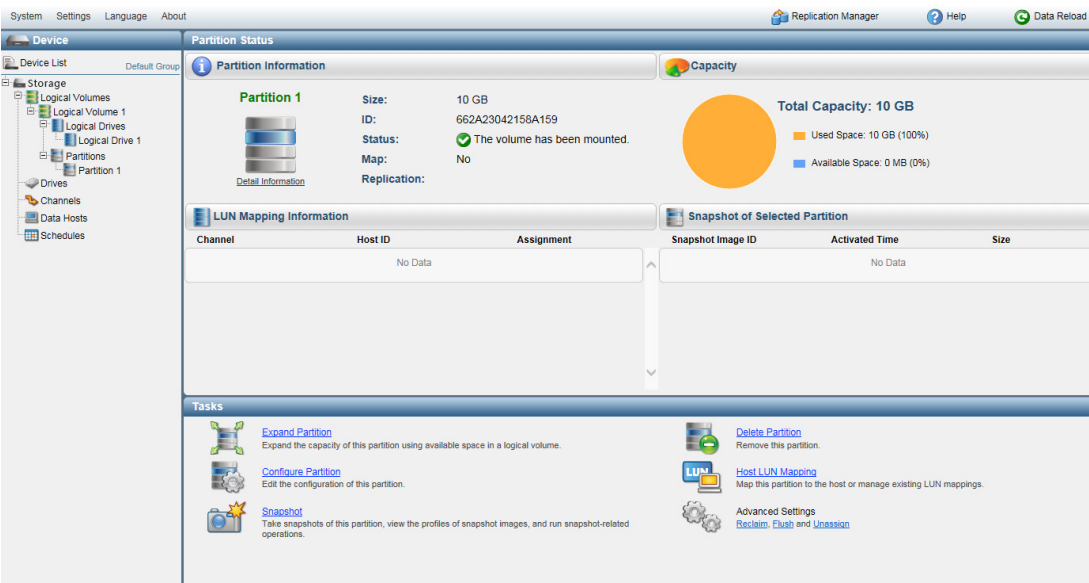 System Settings Language About
Replication Manager Help Data Reload
Device
Device List Default Group
Storage
Logical Volumes
Logical Volume 1
Logical Drives
Logical Drive 1
Partitions
Partition 1
Drives
Channels
Data Hosts
Schedules
Partition Status
Partition Information
Partition 1
Detail Information
Size: 10 GB
ID: 662A23042158A159
Status: The volume has been mounted.
Map: No
Replication:
Capacity
Total Capacity: 10 GB
Used Space: 10 GB (100%)
Available Space: 0 MB (0%)
LUN Mapping Information
Channel Host ID Assignment
No Data
Snapshot of Selected Partition
Snapshot Image ID Activated Time Size
No Data
Tasks
Expand Partition
Expand the capacity of this partition using available space in a logical volume.
Configure Partition
Edit the configuration of this partition.
Snapshot
Take snapshots of this partition, view the profiles of snapshot images, and run snapshot-related
operations.
Delete Partition
Remove this partition.
LUN
Host LUN Mapping
Map this partition to the host or manage existing LUN mappings.
Advanced Settings
Reclaim, Flush and Unassign